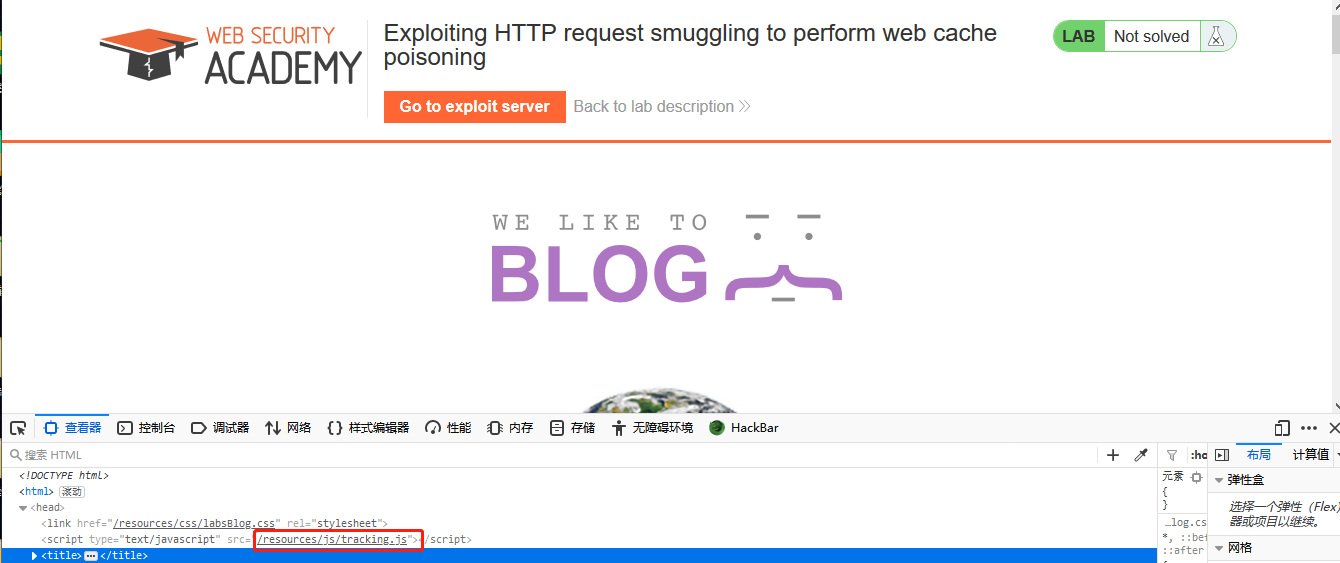 WEB SECURITY
ACADEMY
Exploiting HTTP request smuggling to perform web cache
poisoning
LAB Not solved
Go to exploit server Back to lab description
WE LIKE TO
BLOG
查看器 控制台 调试器 网络 样式编辑器 性能 内存 存储 无障碍环境 HackBar
搜索 HTML
<!DOCTYPE html>
<html> 滚动
<head>
<link href="/resources/css/labsBlog.css" rel="stylesheet">
<script type="text/javascript" src="/resources/js/tracking.js"></script>
<title> ••• </title>
:ho
元素
{
}
…log.cs
*, ::bef
::after
布局 计算值
弹性盒
选择一个弹性（Flex）
器或项目以继续。
网格